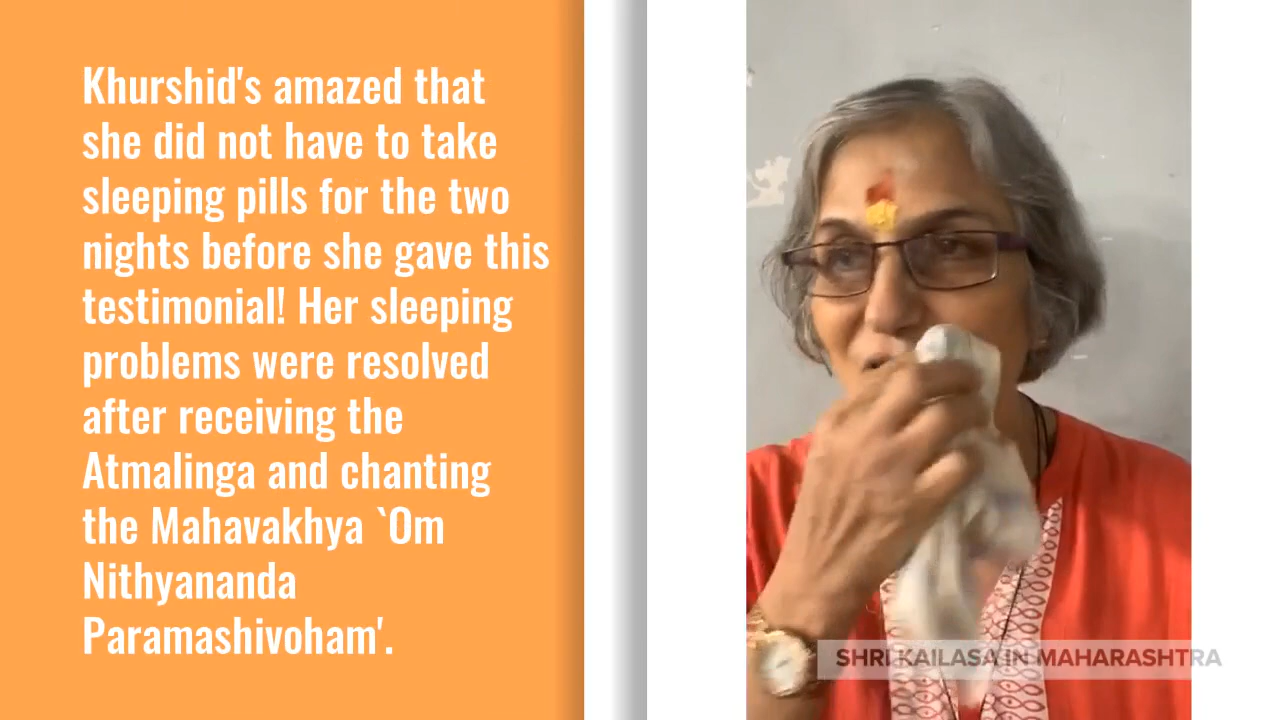 Khurshid's amazed that
she did not have to take
sleeping pills for the two
nights before she gave this
testimonial! Her sleeping
problems were resolved
after receiving the
Atmalinga and chanting
the Mahavakhya `Om
Nithyananda
Paramashivoham'.
SHRI KAILASA IN MAHARASHTRA